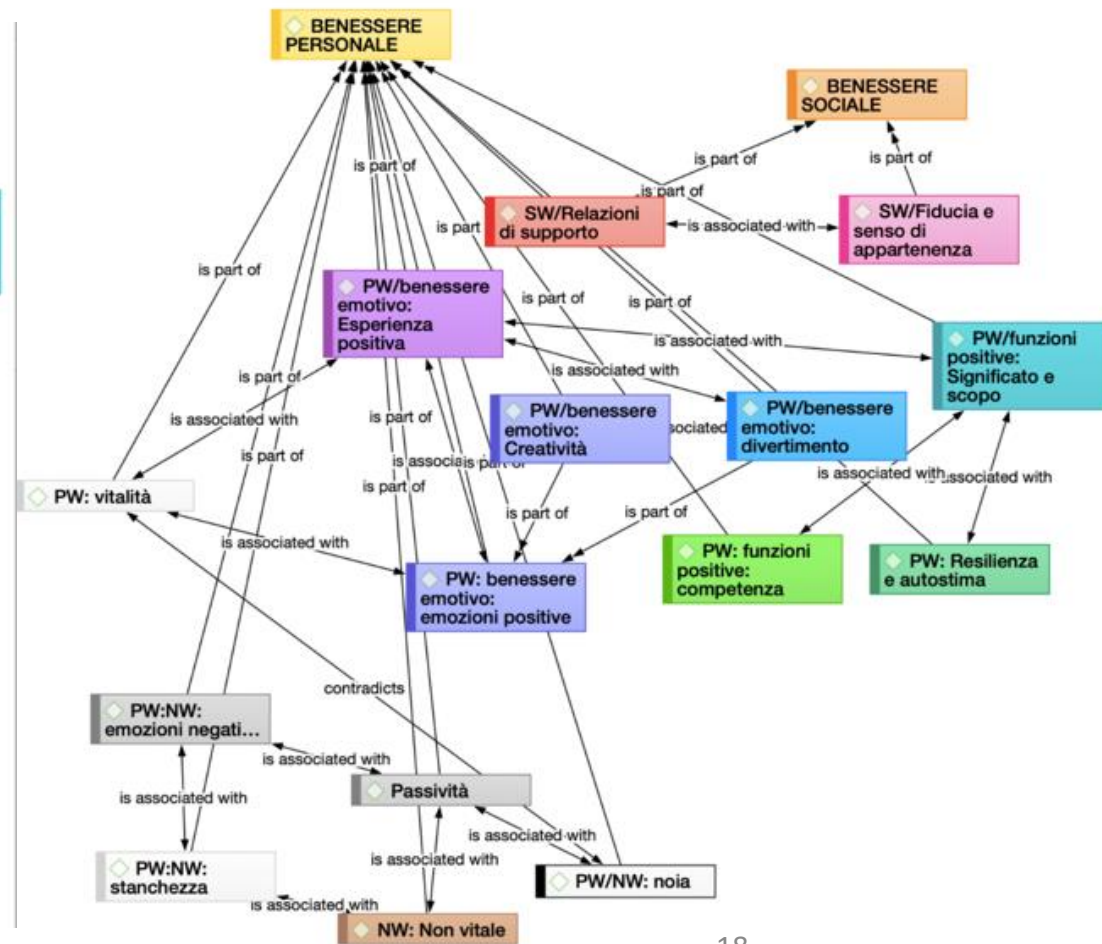 BENESSERE
PERSONALE
BENESSERE
SOCIALE
is part of
is part of
is part of
is part of
SW/Relazioni
di supporto
SW/Fiducia e
senso di
appartenenza
is associated with
is part
is part of
PW/benessere
emotivo:
Esperienza
positiva
is part of
is part of
is associated with
PW/funzioni
positive:
Significato e
scopo
is associated with
is part of
is associated with
PW/benessere
emotivo:
Creatività
PW/benessere
emotivo:
divertimento
is part of
is part of
is part of
is associated with
is associated with
PW: vitalità
is part of
is part of
is part of
is associated with
PW: benessere
emotivo:
emozioni positive
PW: funzioni
positive:
competenza
PW: Resilienza
e autostima
contradicts
PW:NW:
emozioni negati...
is associated with
Passività
is associated with
is associated with
is associated with
PW:NW:
stanchezza
PW/NW: noia
is associated with
NW: Non vitale